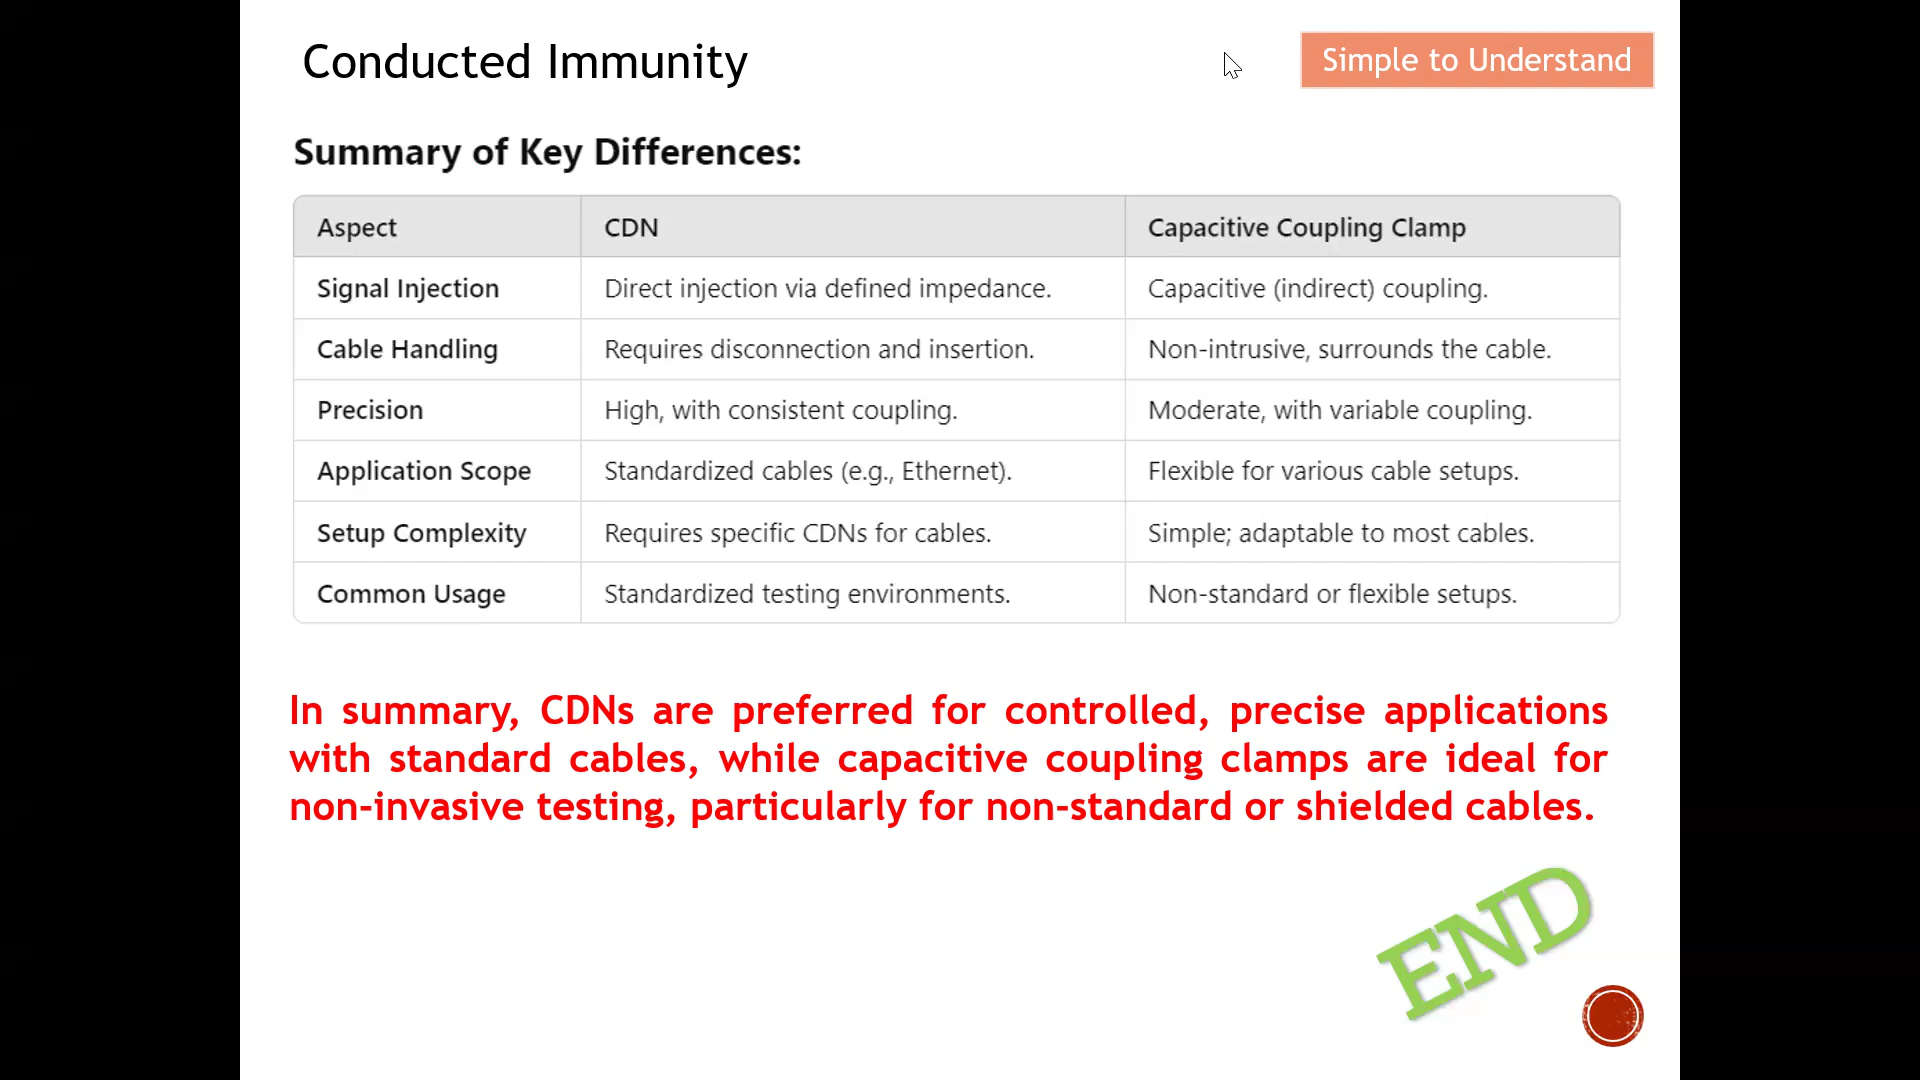 Conducted Immunity
Simple to Understand
Summary of Key Differences:
Aspect CDN Capacitive Coupling Clamp
Signal Injection Direct injection via defined impedance. Capacitive (indirect) coupling.
Cable Handling Requires disconnection and insertion. Non-intrusive, surrounds the cable.
Precision High, with consistent coupling. Moderate, with variable coupling.
Application Scope Standardized cables (e.g., Ethernet). Flexible for various cable setups.
Setup Complexity Requires specific CDNs for cables. Simple; adaptable to most cables.
Common Usage Standardized testing environments. Non-standard or flexible setups.
In summary, CDNs are preferred for controlled, precise applications
with standard cables, while capacitive coupling clamps are ideal for
non-invasive testing, particularly for non-standard or shielded cables.
END